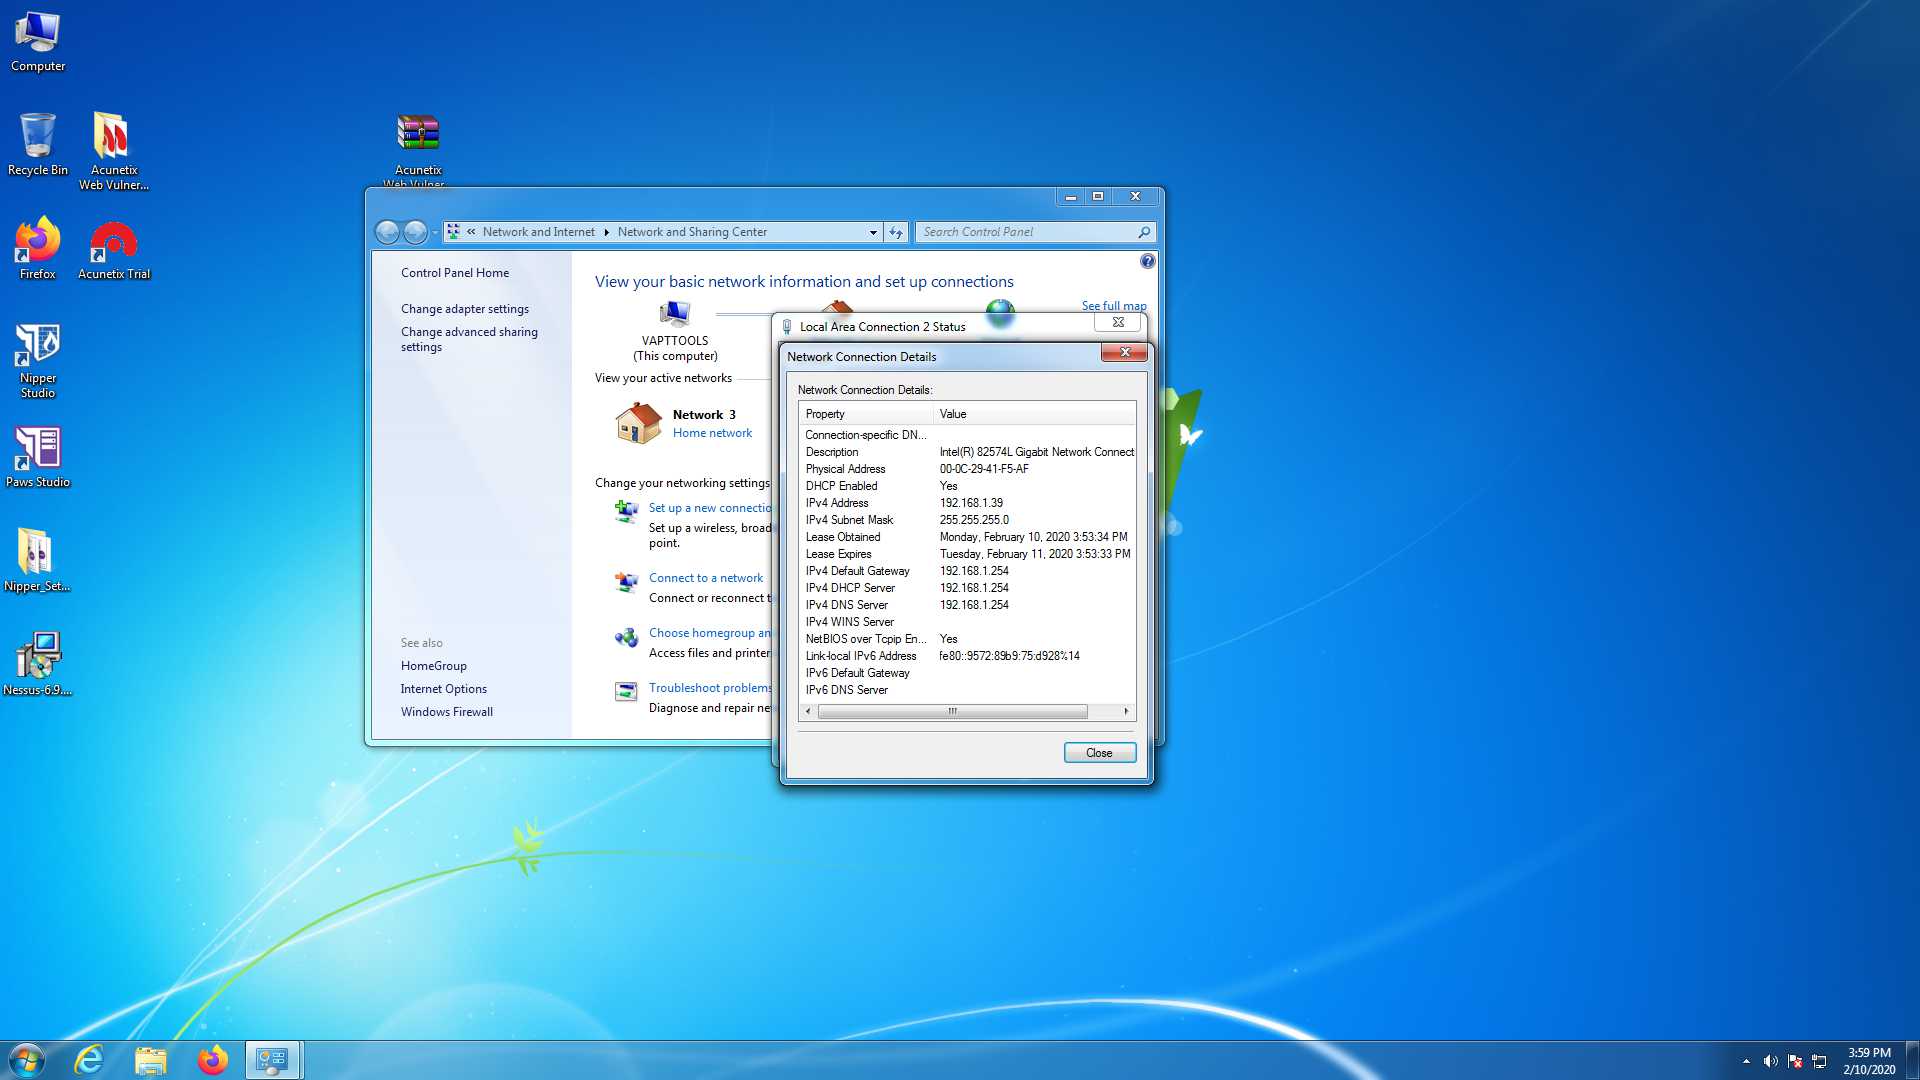 Computer
Recycle Bin
Acunetix
Web Vulner...
Acunetix
Web Vulner
Firefox
Acunetix Trial
Nipper
Studio
Paws Studio
Nipper_Set...
Nessus-6.9....
« Network and Internet ▸ Network and Sharing Center
Search Control Panel
Control Panel Home
Change adapter settings
Change advanced sharing
settings
See also
HomeGroup
Internet Options
Windows Firewall
View your basic network information and set up connections
See full map
VAPTTOOLS
(This computer)
View your active networks
Network 3
Home network
Change your networking settings
Set up a new connectio
Set up a wireless, broad
point.
Connect to a network
Connect or reconnect t
Choose homegroup an
Access files and printer
Troubleshoot problems
Diagnose and repair ne
Local Area Connection 2 Status
Network Connection Details
Network Connection Details:
Property Value
Connection-specific DN...
Description Intel(R) 82574L Gigabit Network Connect
Physical Address 00-0C-29-41-F5-AF
DHCP Enabled Yes
IPv4 Address 192.168.1.39
IPv4 Subnet Mask 255.255.255.0
Lease Obtained Monday, February 10, 2020 3:53:34 PM
Lease Expires Tuesday, February 11, 2020 3:53:33 PM
IPv4 Default Gateway 192.168.1.254
IPv4 DHCP Server 192.168.1.254
IPv4 DNS Server 192.168.1.254
IPv4 WINS Server
NetBIOS over Tcpip En... Yes
Link-local IPv6 Address fe80::9572:89b9:75:d928%14
IPv6 Default Gateway
IPv6 DNS Server
Close
3:59 PM
2/10/2020